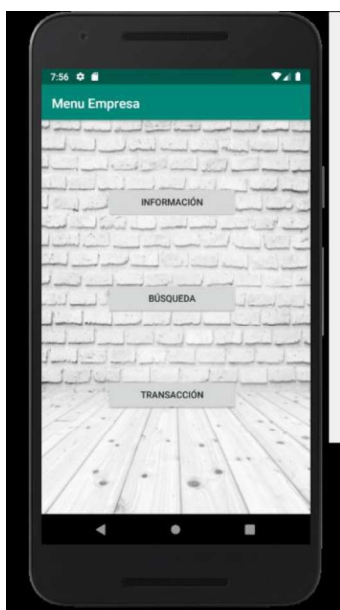 7:56
Menu Empresa
INFORMACIÓN
BÚSQUEDA
TRANSACCIÓN